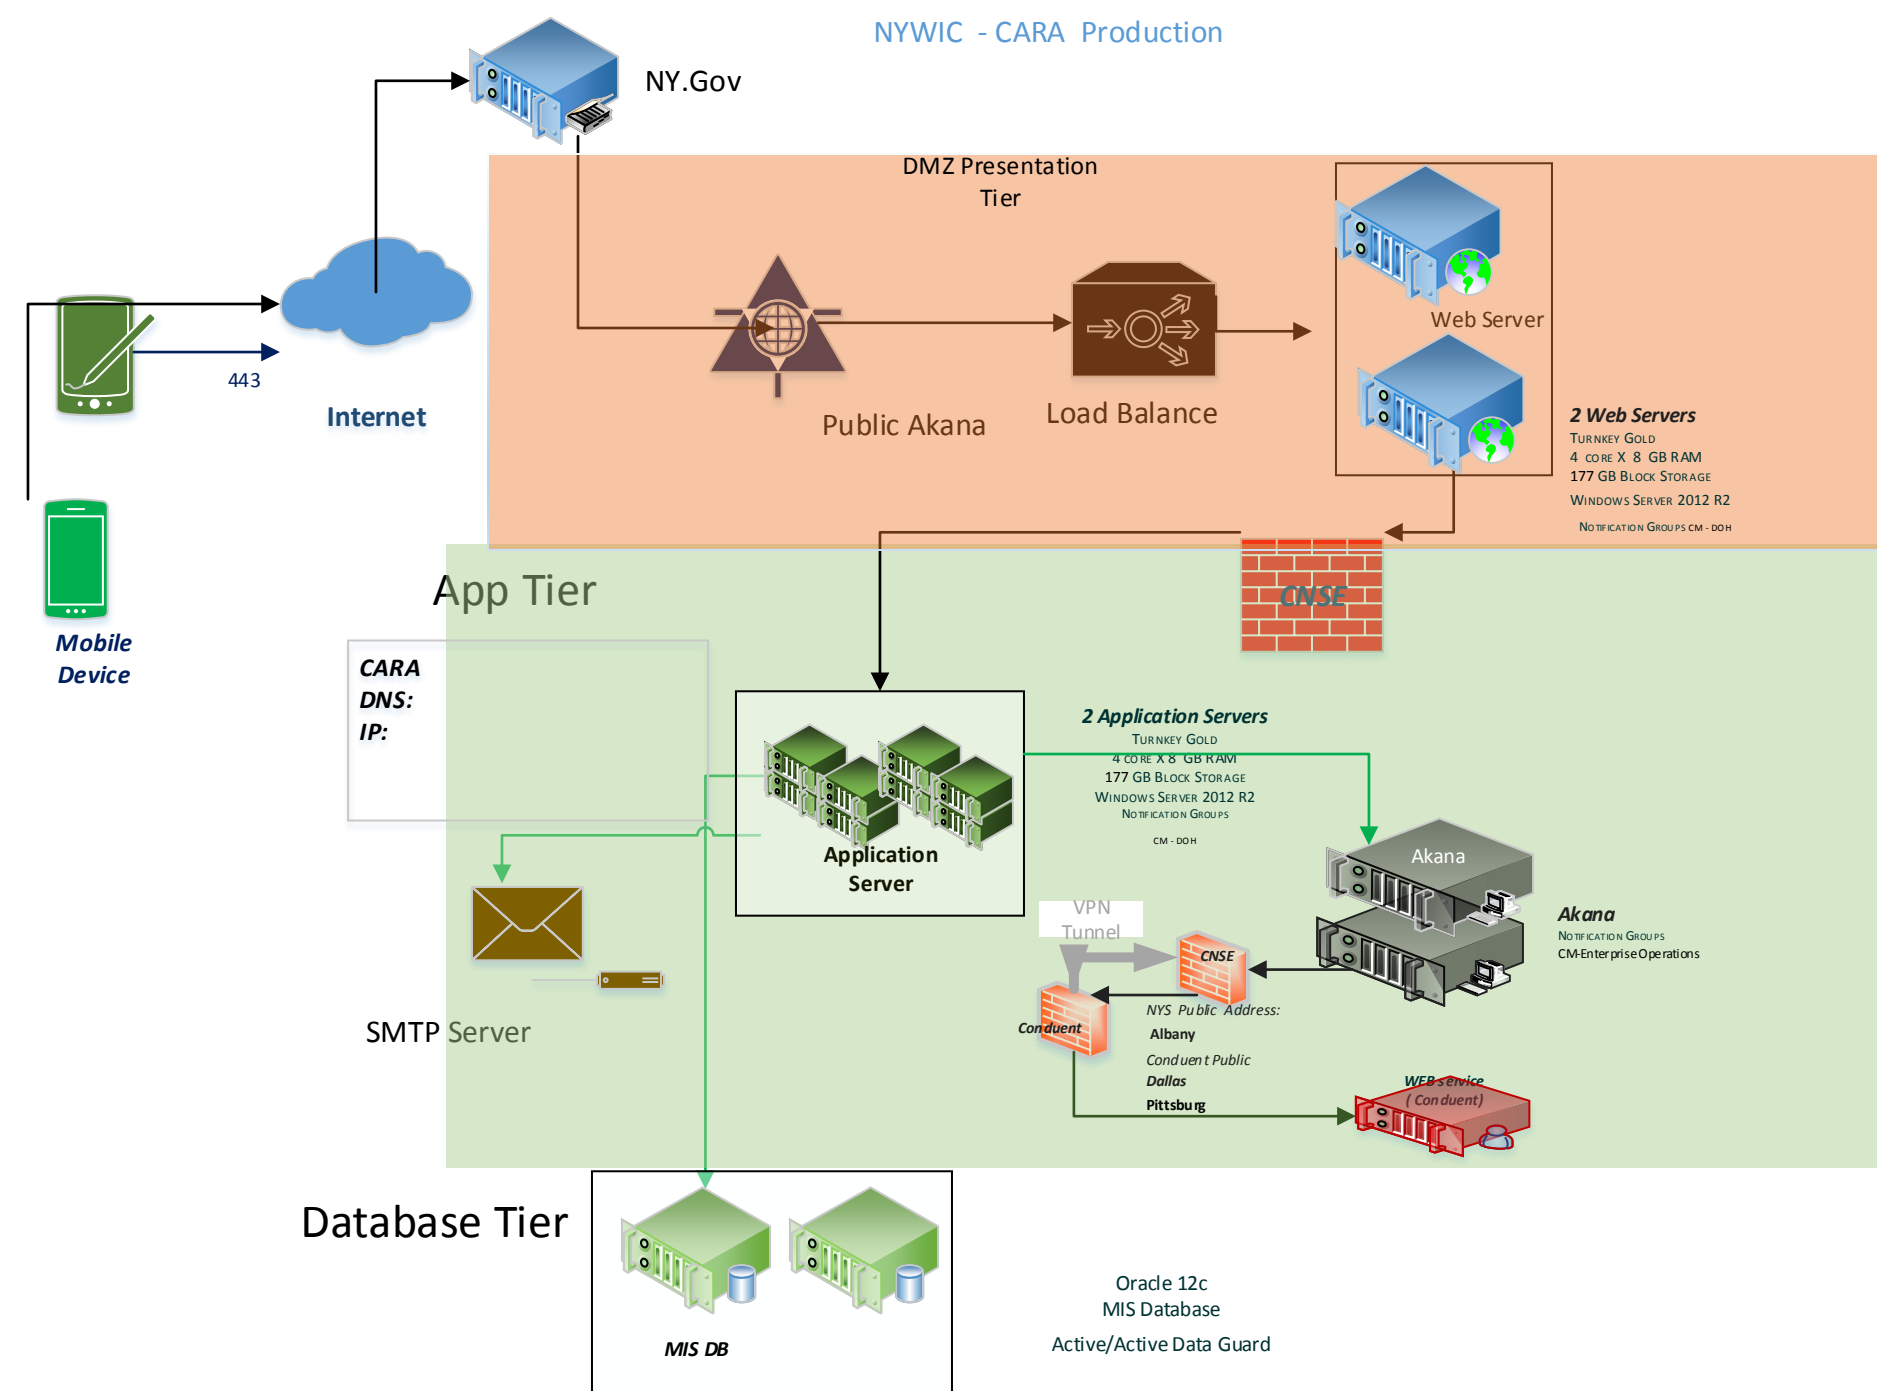 NYWIC - CARA Production
NY.Gov
DMZ Presentation
Tier
Web Server
443
Internet
Public Akana
Load Balance
2 Web Servers
TURNKEY GOLD
4 CORE X 8 GB RAM
177 GB BLOCK STORAGE
WINDOWS SERVER 2012 R2
NOTIFICATION GROUPS CM - DOH
CNSE
App Tier
Mobile
Device
CARA
DNS:
IP:
2 Application Servers
TURNKEY GOLD
4 CORE X 8 GB RAM
177 GB BLOCK STORAGE
WINDOWS SERVER 2012 R2
NOTIFICATION GROUPS
CM - DOH
Application
Server
Akana
Akana
NOTIFICATION GROUPS
CM-Enterprise Operations
VPN
Tunnel
CNSE
Conduent
NYS Public Address:
Albany
Conduent Public
Dallas
Pittsburg
SMTP Server
WEB service
( Conduent)
Database Tier
MIS DB
Oracle 12c
MIS Database
Active/Active Data Guard